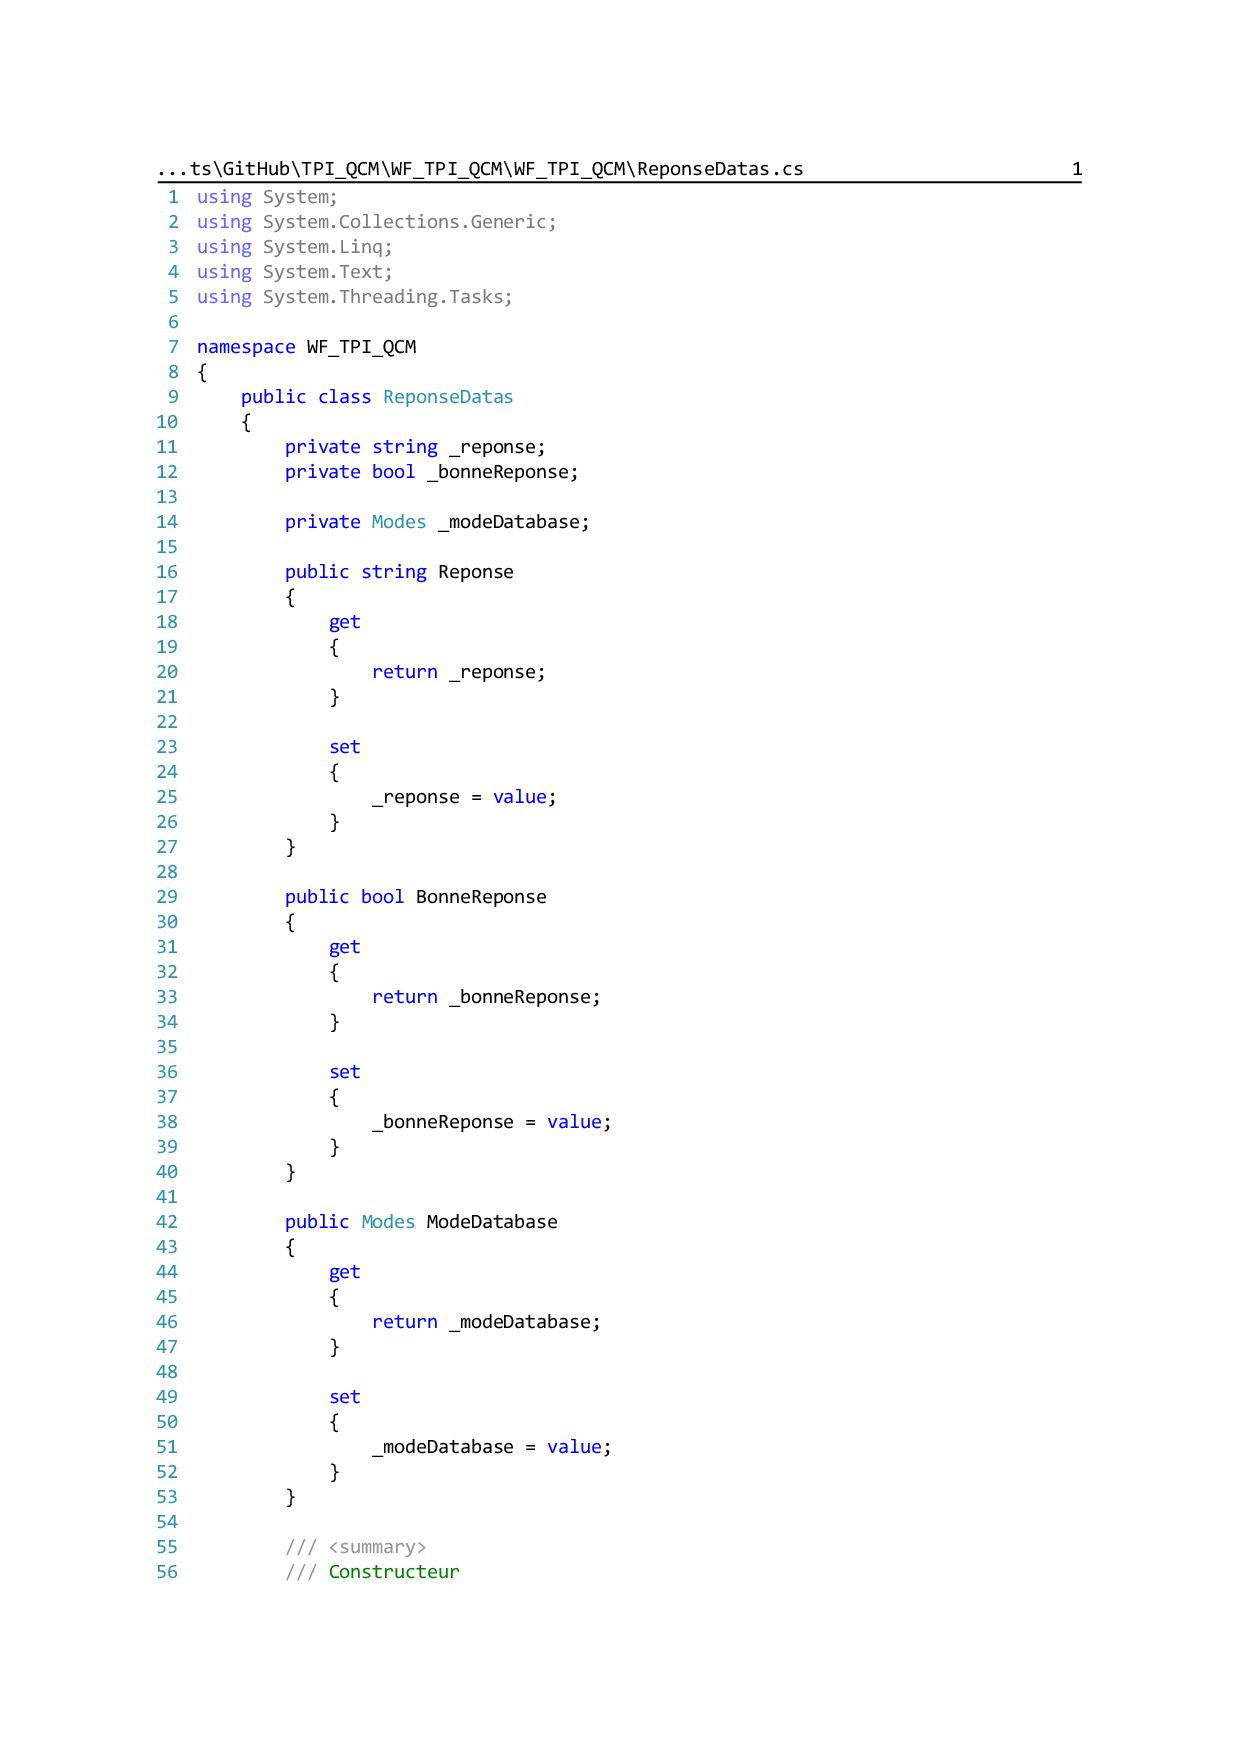 ...ts\GitHub\TPI_QCM\WF_TPI_QCM\WF_TPI_QCM\ReponseDatas.cs 1
1 using System;
2 using System.Collections.Generic;
3 using System.Linq;
4 using System.Text;
5 using System.Threading.Tasks;
6
7 namespace WF_TPI_QCM
8 {
9     public class ReponseDatas
10     {
11         private string _reponse;
12         private bool _bonneReponse;
13
14         private Modes _modeDatabase;
15
16         public string Reponse
17         {
18             get
19             {
20                 return _reponse;
21             }
22
23             set
24             {
25                 _reponse = value;
26             }
27         }
28
29         public bool BonneReponse
30         {
31             get
32             {
33                 return _bonneReponse;
34             }
35
36             set
37             {
38                 _bonneReponse = value;
39             }
40         }
41
42         public Modes ModeDatabase
43         {
44             get
45             {
46                 return _modeDatabase;
47             }
48
49             set
50             {
51                 _modeDatabase = value;
52             }
53         }
54
55         /// <summary>
56         /// Constructeur